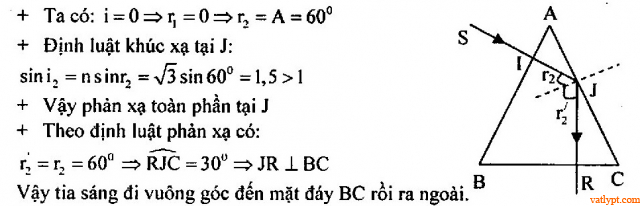 + Ta có: i = 0 ⇒ r₁ = 0 ⇒ r₂ = A = 60⁰
+ Định luật khúc xạ tại J:
sin i₂ = n sinr₂ = √3 sin 60⁰ = 1,5 > 1
+ Vậy phản xạ toàn phần tại J
+ Theo định luật phản xạ có:
r₂' = r₂ = 60⁰ ⇒ R͡JC = 30⁰ ⇒ JR ⊥ BC
Vậy tia sáng đi vuông góc đến mặt đáy BC rồi ra ngoài.
A
S
I
r₂
J
r₂'
B
R
C
vatlypt.com